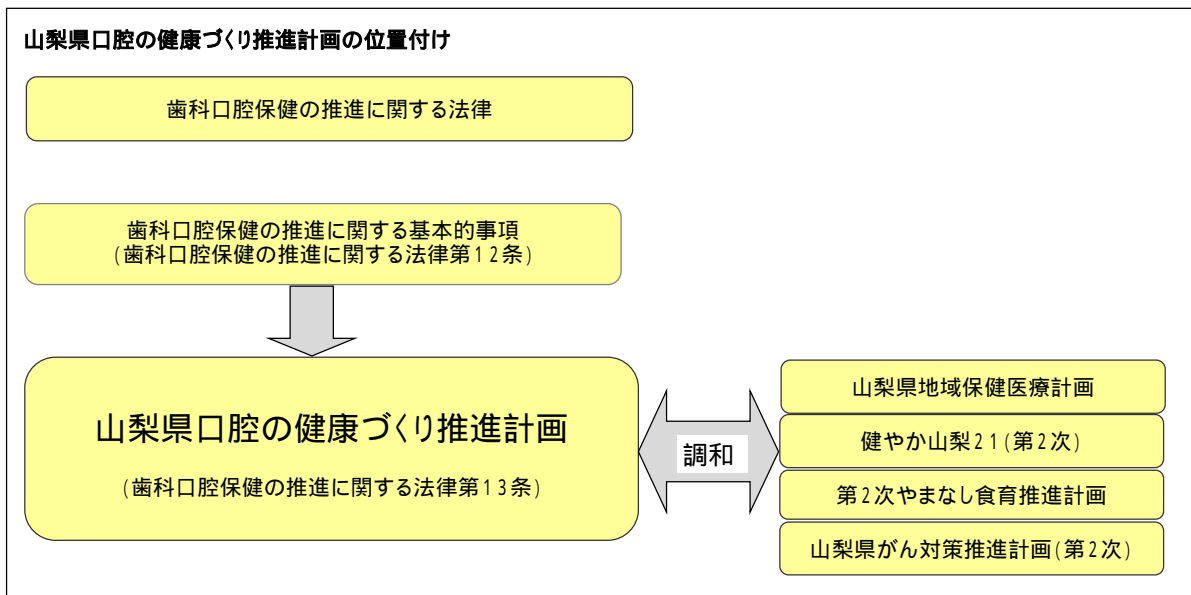 山梨県口腔の健康づくり推進計画の位置付け
歯科口腔保健の推進に関する法律
歯科口腔保健の推進に関する基本的事項
(歯科口腔保健の推進に関する法律第12条)
山梨県口腔の健康づくり推進計画
(歯科口腔保健の推進に関する法律第13条)
調和
山梨県地域保健医療計画
健やか山梨21(第2次)
第2次やまなし食育推進計画
山梨県がん対策推進計画(第2次)